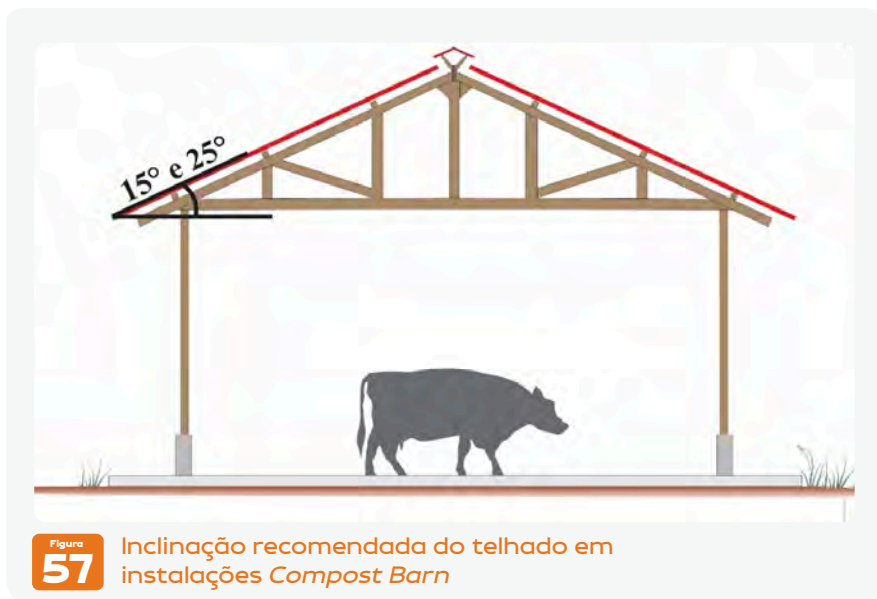 15° e 25°
Figura
57
Inclinação recomendada do telhado em
instalações Compost Barn